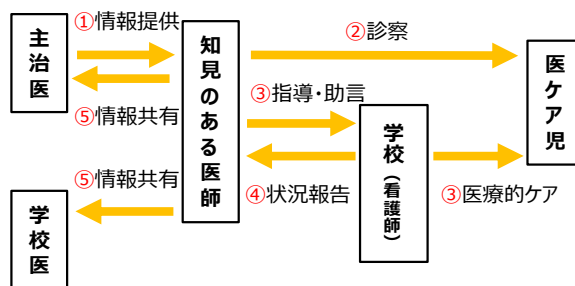 ①情報提供
主治医
知見のある医師
②診察
医ケア児
⑤情報共有
③指導・助言
学校（看護師）
⑤情報共有
④状況報告
③医療的ケア
学校医